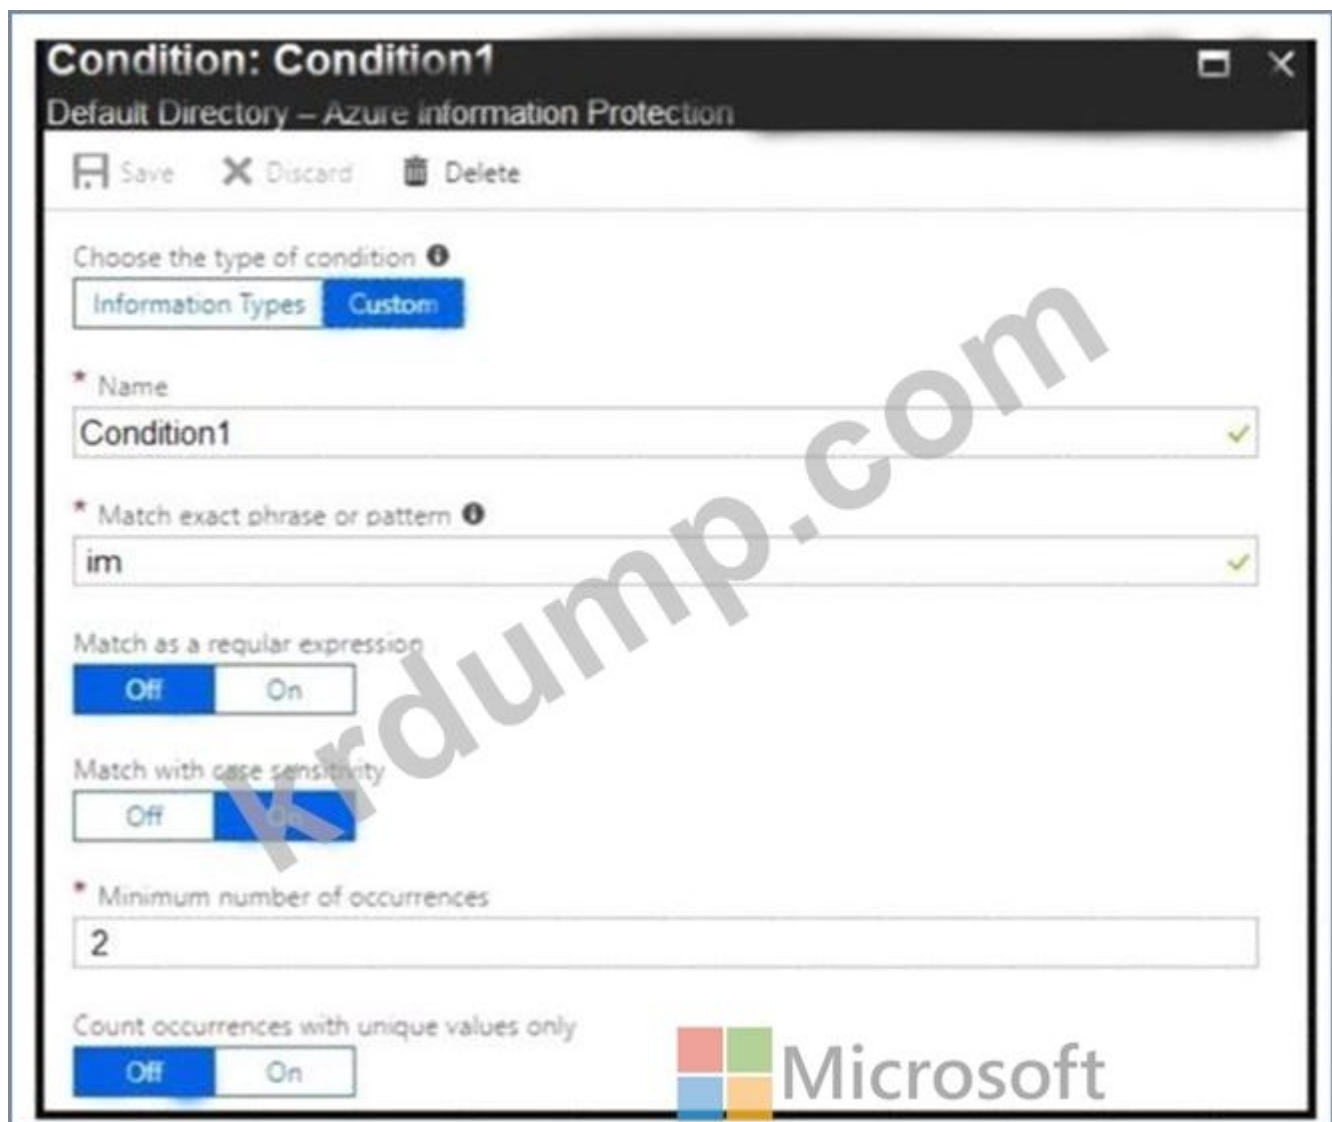 Condition: Condition1
Default Directory – Azure Information Protection
Save Discard Delete
Choose the type of condition
Information Types Custom
* Name
Condition1
* Match exact phrase or pattern
im
Match as a regular expression
Off On
Match with case sensitivity
Off On
* Minimum number of occurrences
2
Count occurrences with unique values only
Off On
Microsoft
krdump.com